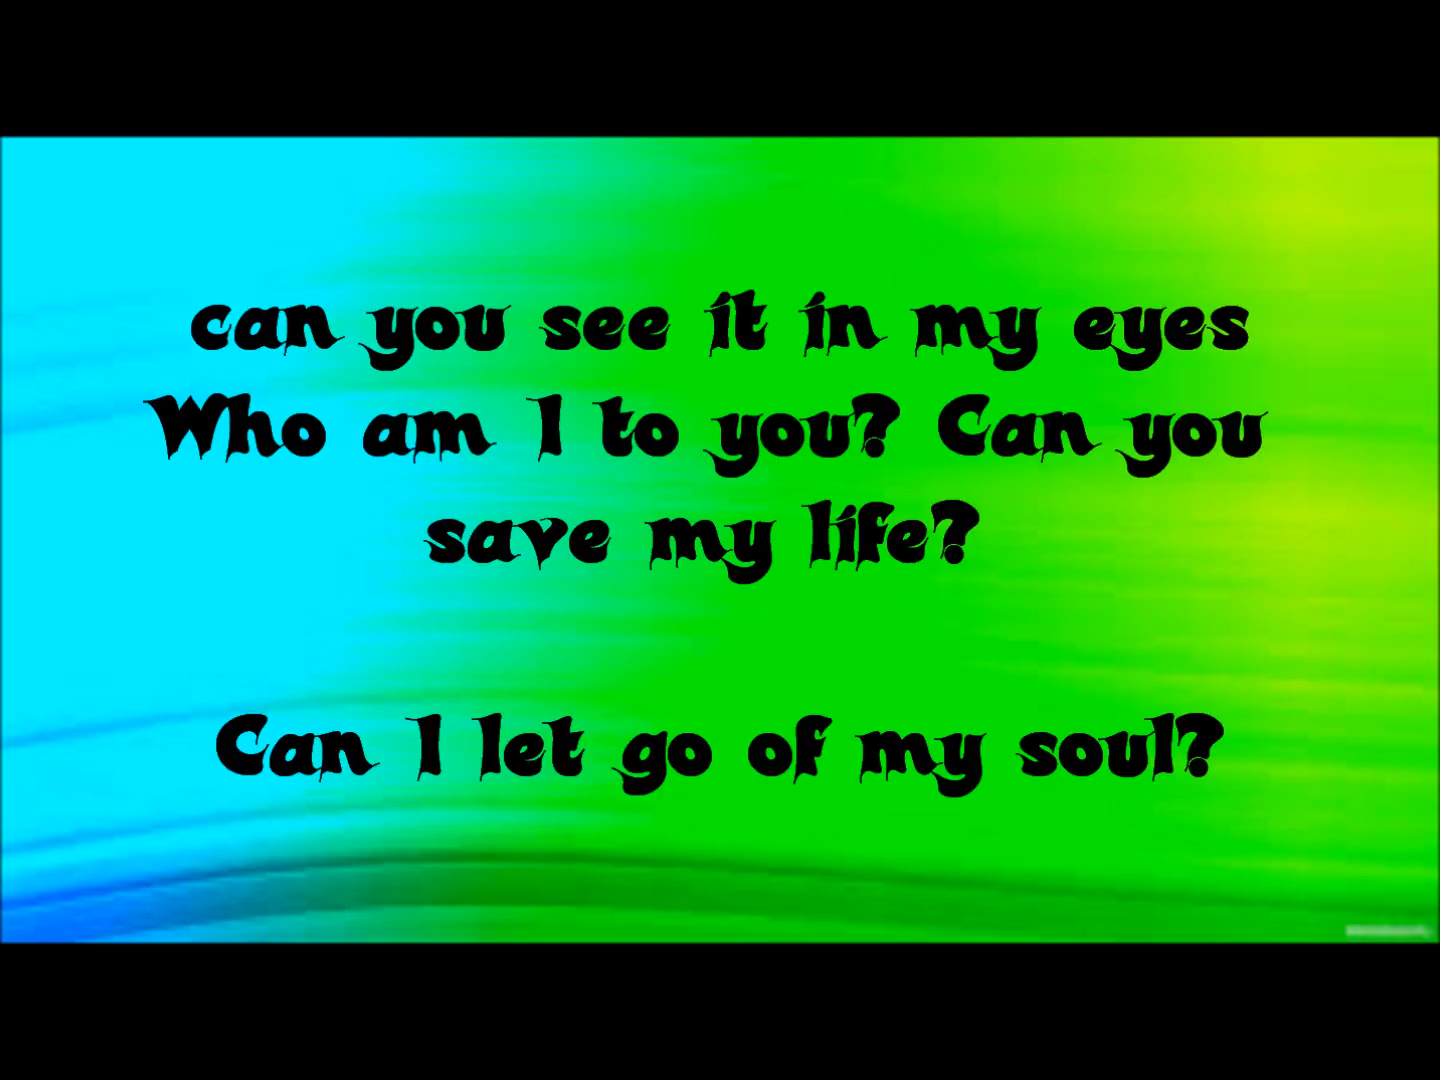 can you see it in my eyes
Who am I to you? Can you
save my life?
Can I let go of my soul?